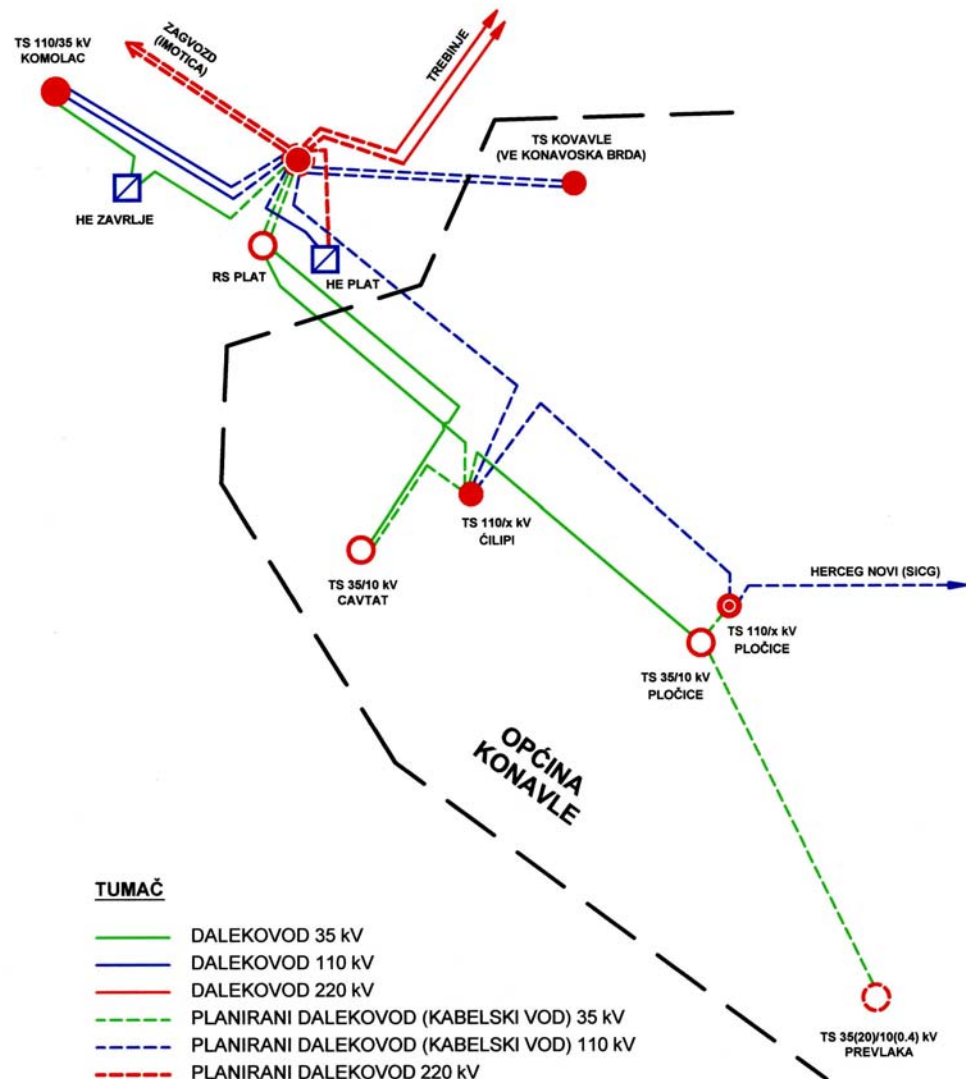 TS 110/35 kV
KOMOLAC
ZAGVOZD
(IMOTICA)
TREBINJE
TS KOVAVLE
(VE KONAVOSKA BRDA)
HE ZAVRLJE
RS PLAT
HE PLAT
TS 110/x kV
ĆILIPI
TS 35/10 kV
CAVTAT
HERCEG NOVI (SICG)
TS 110/x kV
PLOČICE
TS 35/10 kV
PLOČICE
OPĆINA
KONAVLE
TS 35(20)/10(0.4) kV
PREVLAKA
TUMAČ
DALEKOVOD 35 kV
DALEKOVOD 110 kV
DALEKOVOD 220 kV
PLANIRANI DALEKOVOD (KABELSKI VOD) 35 kV
PLANIRANI DALEKOVOD (KABELSKI VOD) 110 kV
PLANIRANI DALEKOVOD 220 kV